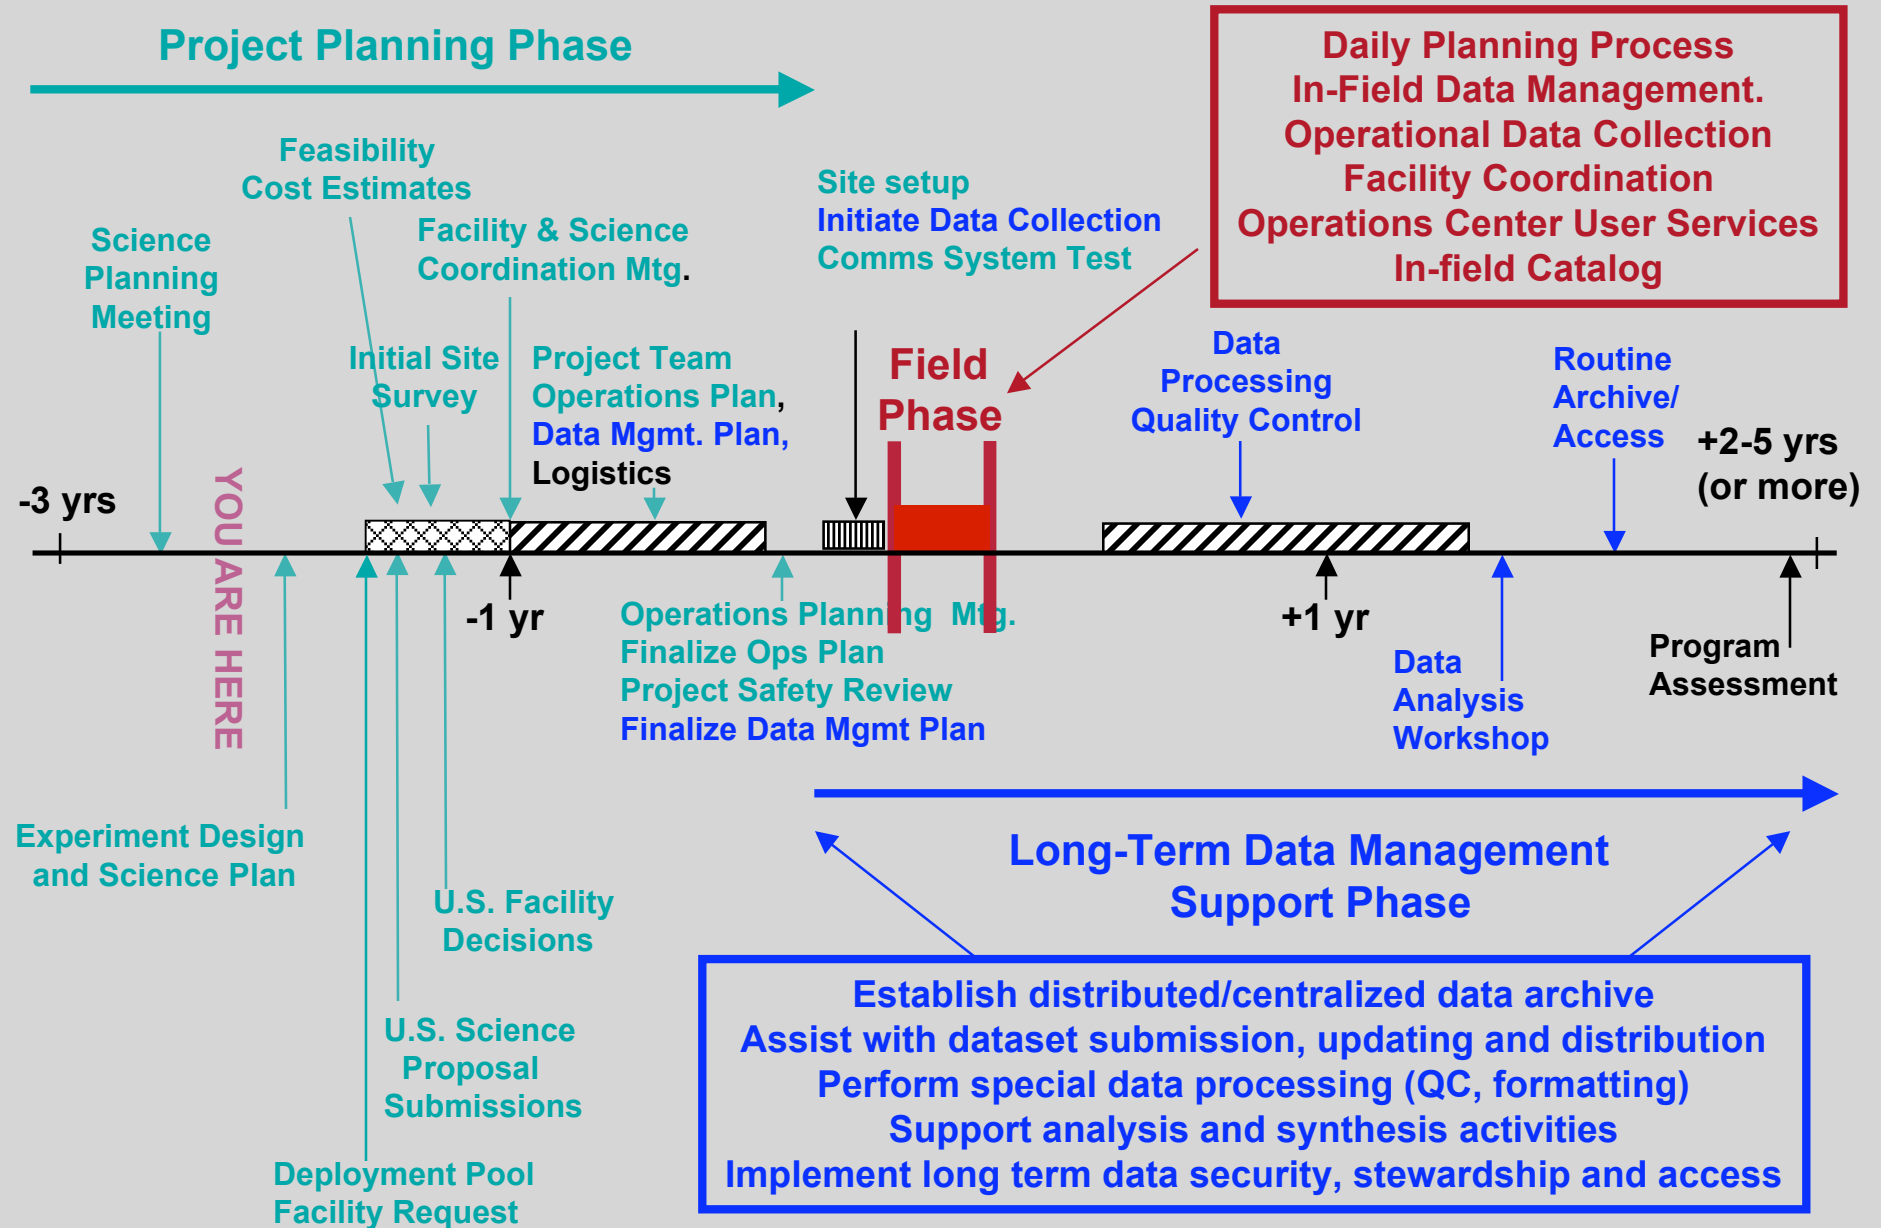 Project Planning Phase
Daily Planning Process
In-Field Data Management.
Operational Data Collection
Facility Coordination
Operations Center User Services
In-field Catalog
Feasibility
Cost Estimates
Site setup
Initiate Data Collection
Comms System Test
Science
Planning
Meeting
Facility & Science
Coordination Mtg.
Initial Site
Survey
Project Team
Operations Plan,
Data Mgmt. Plan,
Logistics
Field
Phase
Data
Processing
Quality Control
Routine
Archive/
Access
+2-5 yrs
(or more)
-3 yrs
YOU ARE HERE
-1 yr
Operations Planning  Mtg.
Finalize Ops Plan
Project Safety Review
Finalize Data Mgmt Plan
+1 yr
Data
Analysis
Workshop
Program
Assessment
Experiment Design
and Science Plan
U.S. Facility
Decisions
U.S. Science
Proposal
Submissions
Deployment Pool
Facility Request
Long-Term Data Management
Support Phase
Establish distributed/centralized data archive
Assist with dataset submission, updating and distribution
Perform special data processing (QC, formatting)
Support analysis and synthesis activities
Implement long term data security, stewardship and access